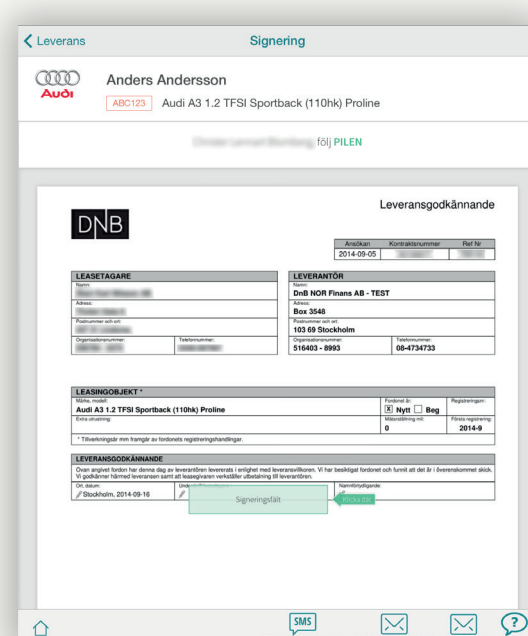 Leverans
Signering
Audi
Anders Andersson
ABC123 Audi A3 1.2 TFSI Sportback (110hk) Proline
följ PILEN
DNB
Leveransgodkännande
Ansökan Kontraktsnummer Ref Nr
2014-09-05
LEASETAGARE
Namn:
Adress:
Postnummer och ort:
Organisationsnummer: Telefonnummer:
LEVERANTÖR
Namn:
DnB NOR Finans AB - TEST
Adress:
Box 3548
Postnummer och ort:
103 69 Stockholm
Organisationsnummer: Telefonnummer:
516403 - 8993 08-4734733
LEASINGOBJEKT *
Märke, modell: Fordonet är: Registreringsnr:
Audi A3 1.2 TFSI Sportback (110hk) Proline X Nytt Beg
Extra utrustning: Mätarställning mil: Första registrering:
0 2014-9
* Tillverkningsår mm framgår av fordonets registreringshandlingar.
LEVERANSGODKÄNNANDE
Ovan angivet fordon har denna dag av leverantören levererats i enlighet med leveransvillkoren. Vi har besiktigat fordonet och funnit att det är i överenskommet skick.
Vi godkänner härmed leveransen samt att leasegivaren verkställer utbetalning till leverantören.
Ort, datum: Namnförtydligande:
Stockholm, 2014-09-16
Signeringsfält
Klicka här
SMS
?